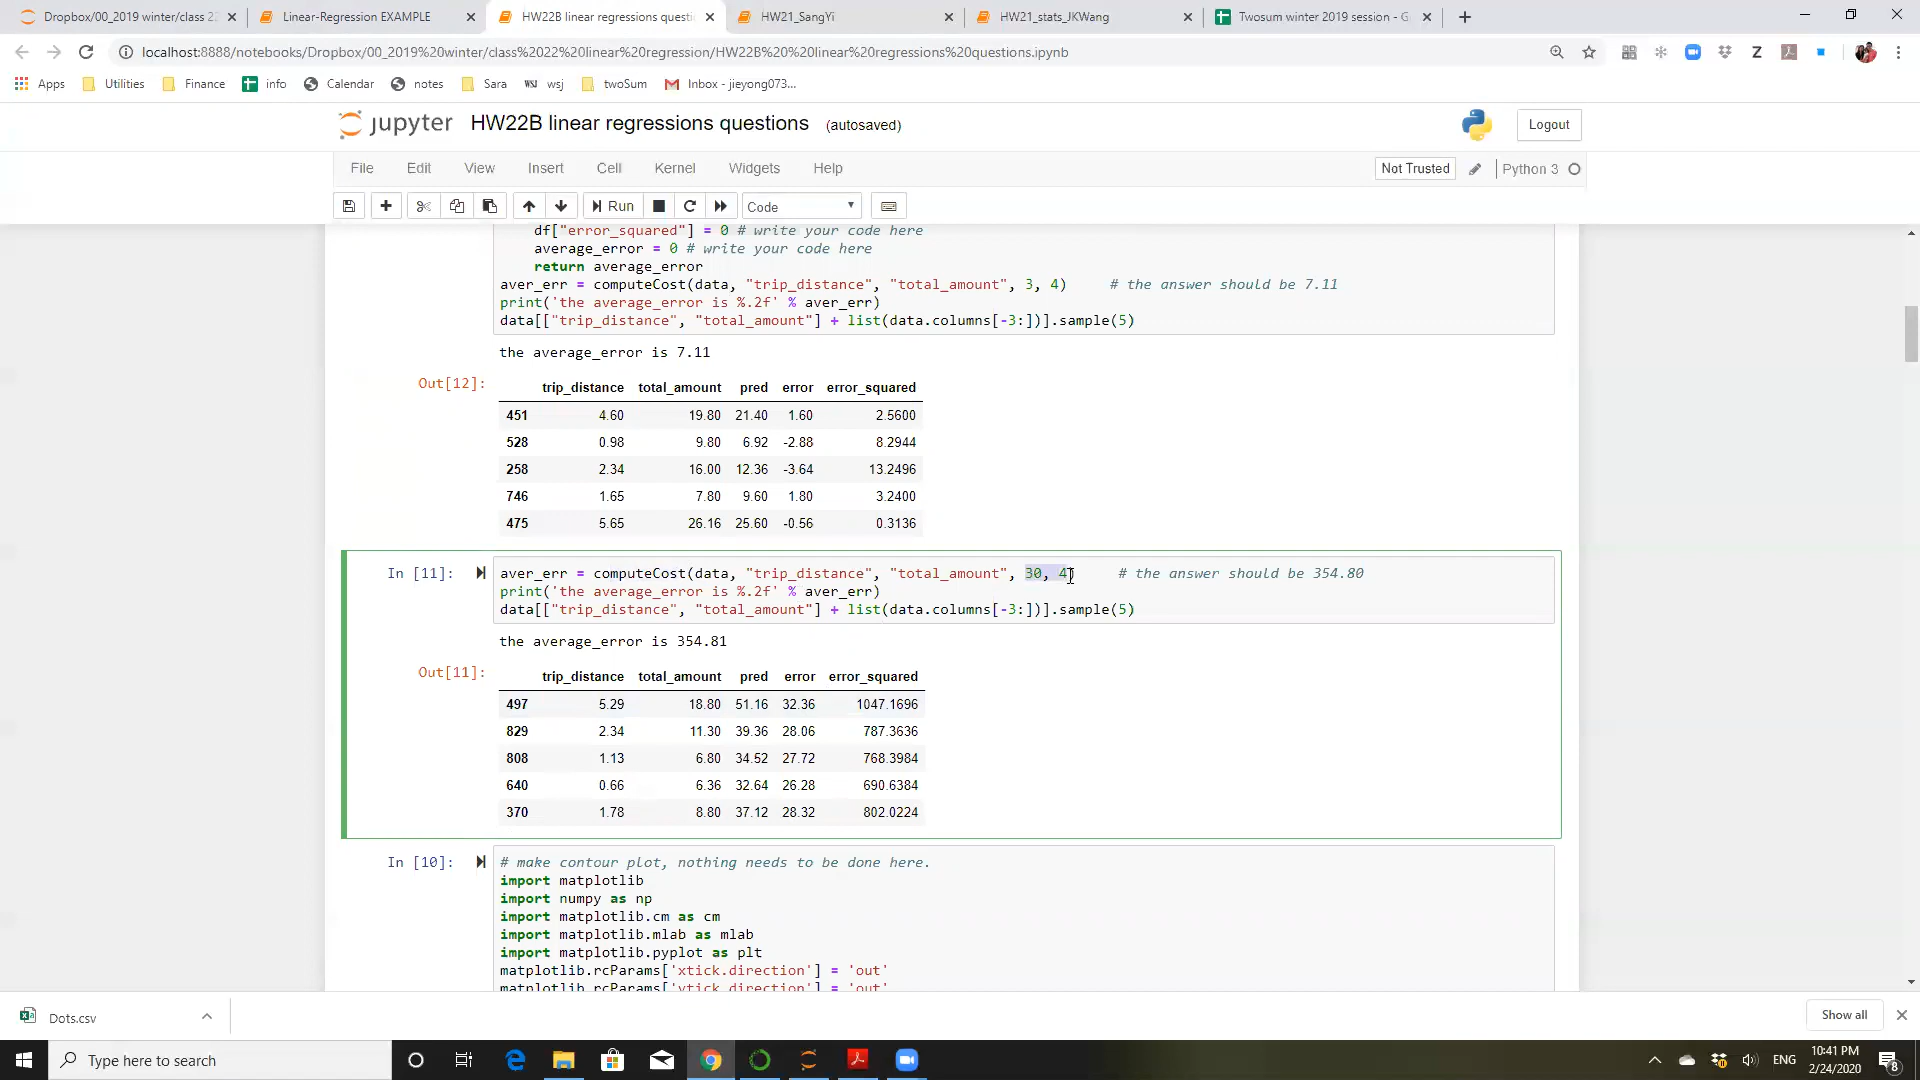 Dropbox/00_2019 winter/class 22
Linear-Regression EXAMPLE
HW22B linear regressions questi
HW21_SangYi
HW21_stats_JKWang
Twosum winter 2019 session - G
localhost:8888/notebooks/Dropbox/00_2019%20winter/class%2022%20linear%20regression/HW22B%20%20linear%20regressions%20questions.ipynb
Apps Utilities Finance info Calendar notes Sara wsj twoSum Inbox - jieyong073...
jupyter HW22B linear regressions questions (autosaved)
Logout
File Edit View Insert Cell Kernel Widgets Help
Not Trusted Python 3
Run Code
df["error_squared"] = 0 # write your code here
average_error = 0 # write your code here
return average_error
aver_err = computeCost(data, "trip_distance", "total_amount", 3, 4) # the answer should be 7.11
print('the average_error is %.2f' % aver_err)
data[["trip_distance", "total_amount"] + list(data.columns[-3:])].sample(5)
the average_error is 7.11
Out[12]:
trip_distance total_amount pred error error_squared
451 4.60 19.80 21.40 1.60 2.5600
528 0.98 9.80 6.92 -2.88 8.2944
258 2.34 16.00 12.36 -3.64 13.2496
746 1.65 7.80 9.60 1.80 3.2400
475 5.65 26.16 25.60 -0.56 0.3136
In [11]: aver_err = computeCost(data, "trip_distance", "total_amount", 30, 4) # the answer should be 354.80
print('the average_error is %.2f' % aver_err)
data[["trip_distance", "total_amount"] + list(data.columns[-3:])].sample(5)
the average_error is 354.81
Out[11]:
trip_distance total_amount pred error error_squared
497 5.29 18.80 51.16 32.36 1047.1696
829 2.34 11.30 39.36 28.06 787.3636
808 1.13 6.80 34.52 27.72 768.3984
640 0.66 6.36 32.64 26.28 690.6384
370 1.78 8.80 37.12 28.32 802.0224
In [10]: # make contour plot, nothing needs to be done here.
import matplotlib
import numpy as np
import matplotlib.cm as cm
import matplotlib.mlab as mlab
import matplotlib.pyplot as plt
matplotlib.rcParams['xtick.direction'] = 'out'
matplotlib.rcParams['ytick.direction'] = 'out'
Dots.csv
Show all
Type here to search
ENG
10:41 PM
2/24/2020
8